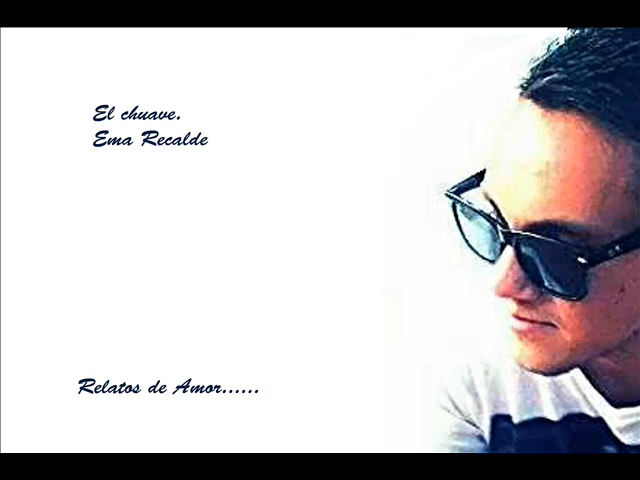 El chuave.
Ema Recalde
Relatos de Amor......